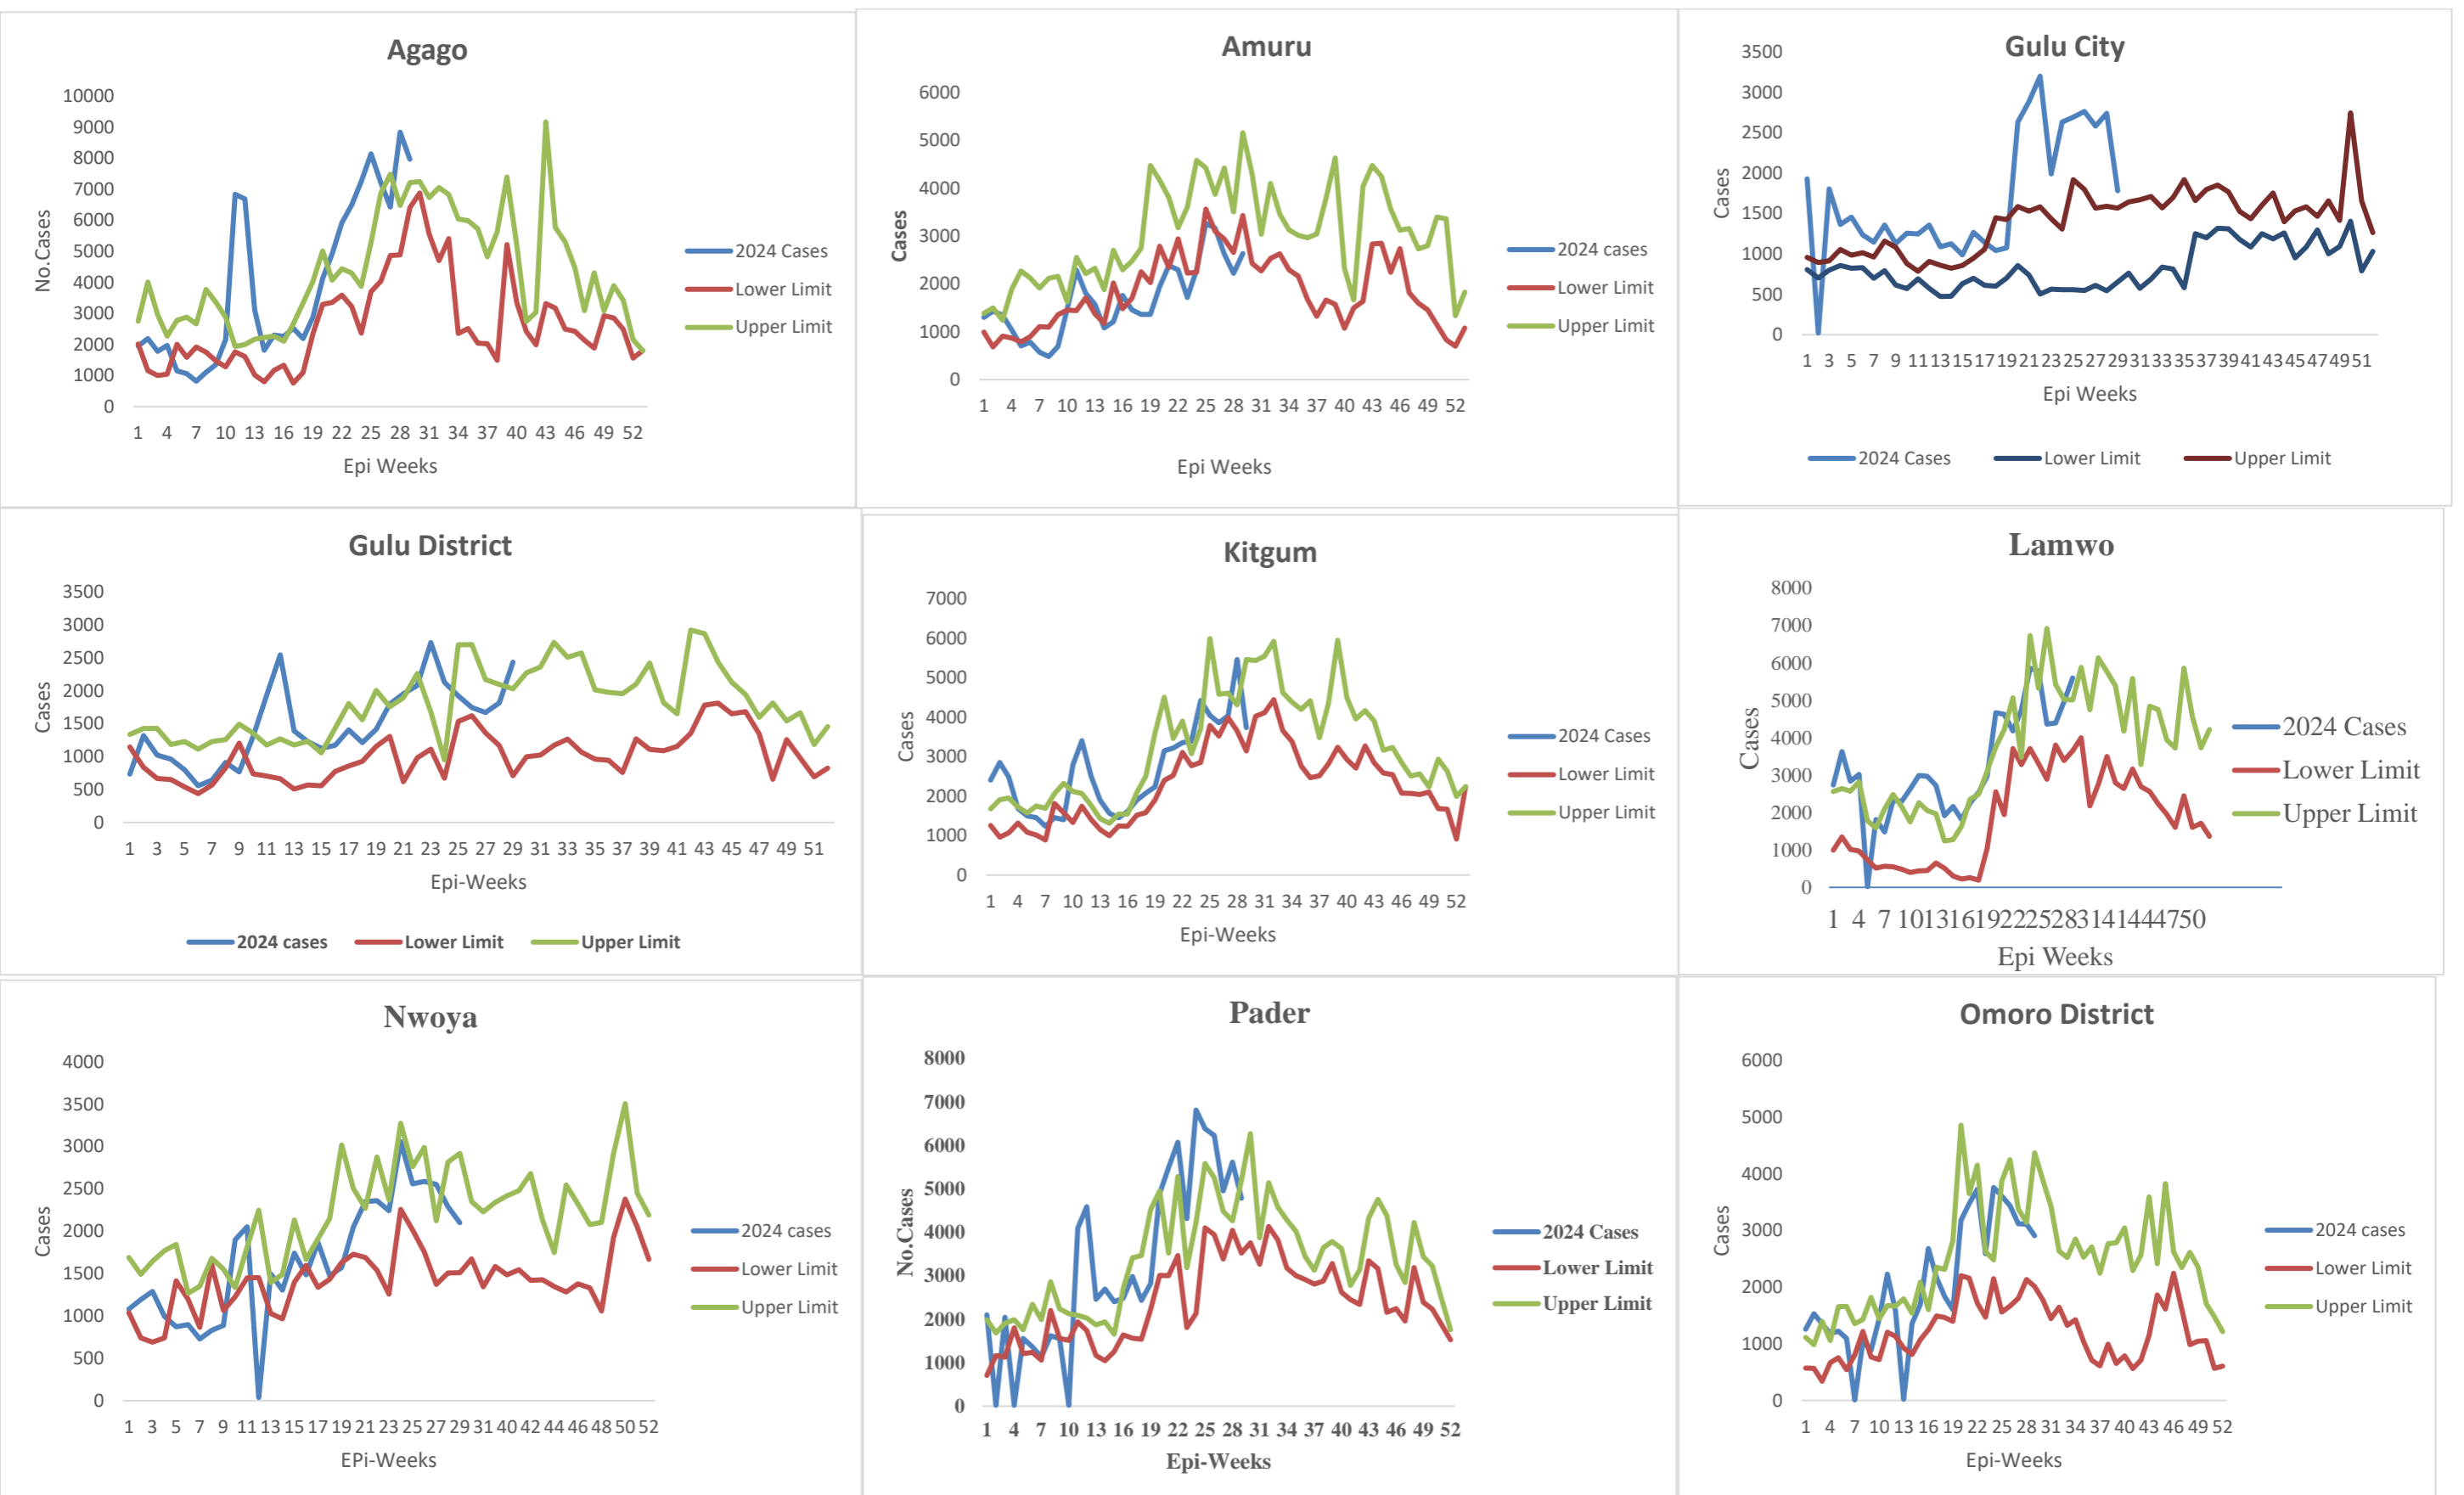 Agago
10000
9000
8000
7000
6000
5000
4000
3000
2000
1000
0
No.Cases
1 4 7 10 13 16 19 22 25 28 31 34 37 40 43 46 49 52
Epi Weeks
2024 Cases
Lower Limit
Upper Limit
Amuru
6000
5000
4000
3000
2000
1000
0
Cases
1 4 7 10 13 16 19 22 25 28 31 34 37 40 43 46 49 52
Epi Weeks
2024 cases
Lower Limit
Upper Limit
Gulu City
3500
3000
2500
2000
1500
1000
500
0
Cases
1 3 5 7 9 11 13 15 17 19 21 23 25 27 29 31 33 35 37 39 41 43 45 47 49 51
Epi Weeks
2024 Cases Lower Limit Upper Limit
Gulu District
3500
3000
2500
2000
1500
1000
500
0
Cases
1 3 5 7 9 11 13 15 17 19 21 23 25 27 29 31 33 35 37 39 41 43 45 47 49 51
Epi-Weeks
2024 cases Lower Limit Upper Limit
Kitgum
7000
6000
5000
4000
3000
2000
1000
0
Cases
1 4 7 10 13 16 19 22 25 28 31 34 37 40 43 46 49 52
Epi-Weeks
2024 Cases
Lower Limit
Upper Limit
Lamwo
8000
7000
6000
5000
4000
3000
2000
1000
0
Cases
1 4 7 10 13 16 19 22 25 28 31 34 1 41 44 47 50
Epi Weeks
2024 Cases
Lower Limit
Upper Limit
Nwoya
4000
3500
3000
2500
2000
1500
1000
500
0
Cases
1 3 5 7 9 11 13 15 17 19 21 23 25 27 29 31 40 42 44 46 48 50 52
EPi-Weeks
2024 cases
Lower Limit
Upper Limit
Pader
8000
7000
6000
5000
4000
3000
2000
1000
0
No.Cases
1 4 7 10 13 16 19 22 25 28 31 34 37 40 43 46 49 52
Epi-Weeks
2024 Cases
Lower Limit
Upper Limit
Omoro District
6000
5000
4000
3000
2000
1000
0
Cases
1 4 7 10 13 16 19 22 25 28 31 34 37 40 43 46 49 52
Epi-Weeks
2024 cases
Lower Limit
Upper Limit